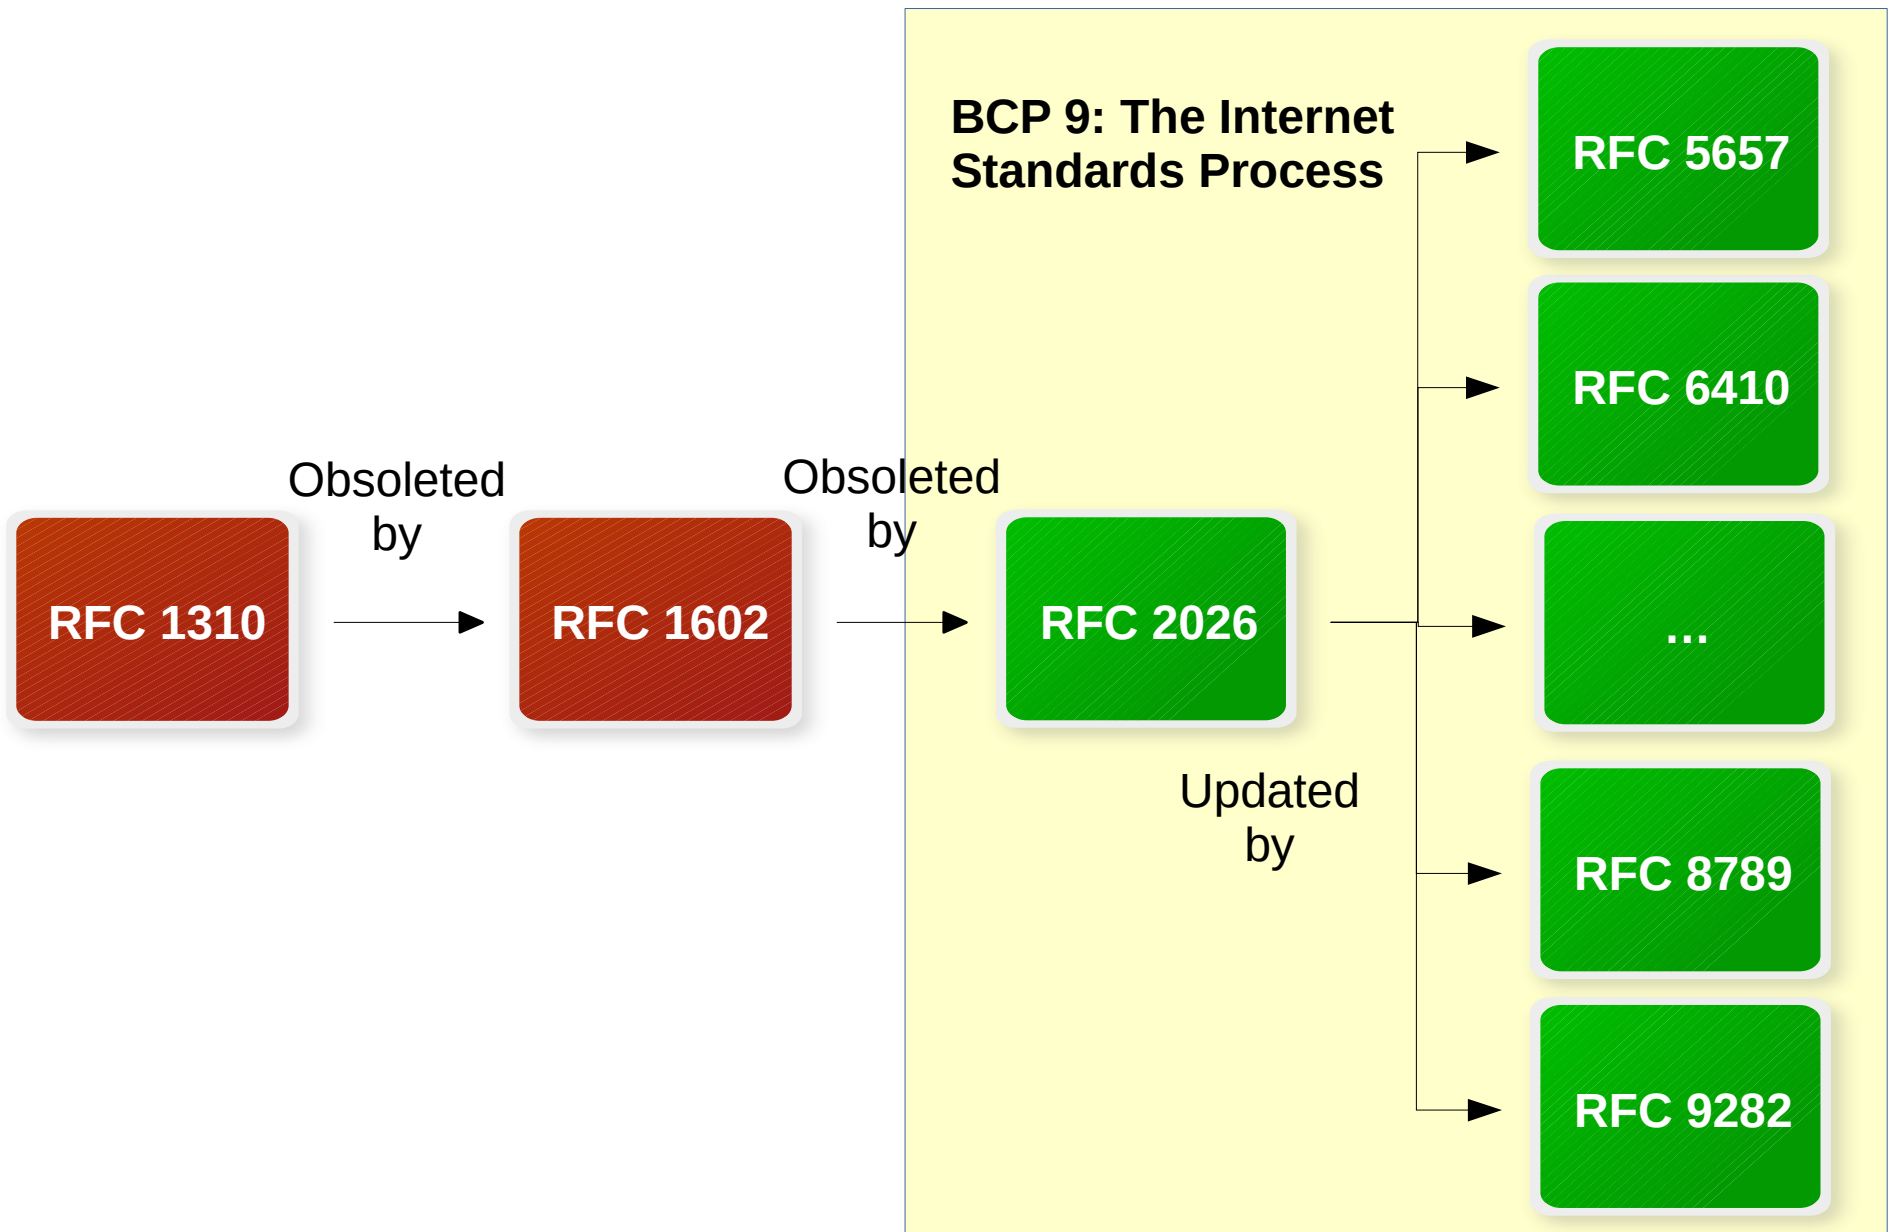 BCP 9: The Internet
Standards Process
RFC 5657
RFC 6410
Obsoleted
by
Obsoleted
by
RFC 1310
RFC 1602
RFC 2026
...
Updated
by
RFC 8789
RFC 9282